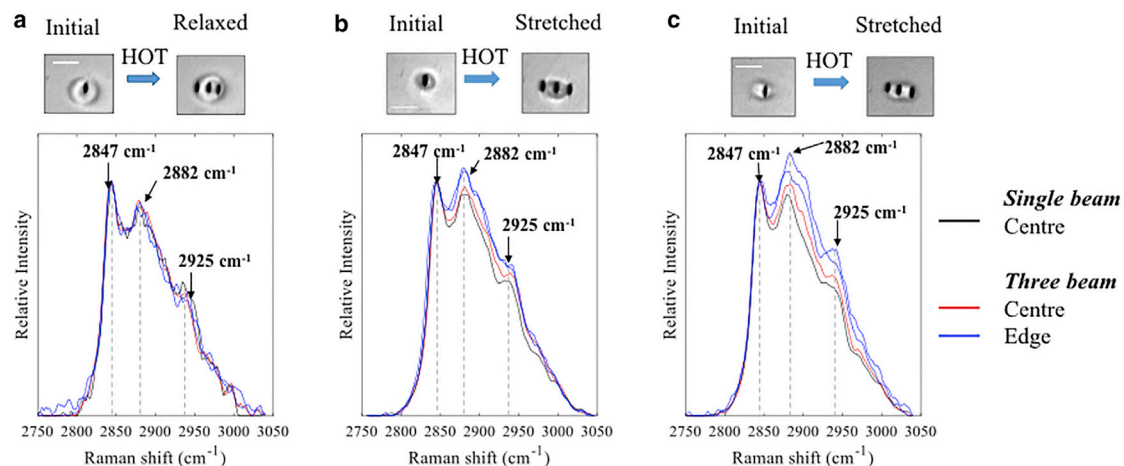 a
Initial
Relaxed
HOT
2847 cm-1
2882 cm-1
2925 cm-1
Relative Intensity
2750 2800 2850 2900 2950 3000 3050
Raman shift (cm-1)
b
Initial
Stretched
HOT
2847 cm-1
2882 cm-1
2925 cm-1
Relative Intensity
2750 2800 2850 2900 2950 3000 3050
Raman shift (cm-1)
c
Initial
Stretched
HOT
2847 cm-1
2882 cm-1
2925 cm-1
Relative Intensity
2750 2800 2850 2900 2950 3000 3050
Raman shift (cm-1)
Single beam
Centre
Three beam
Centre
Edge